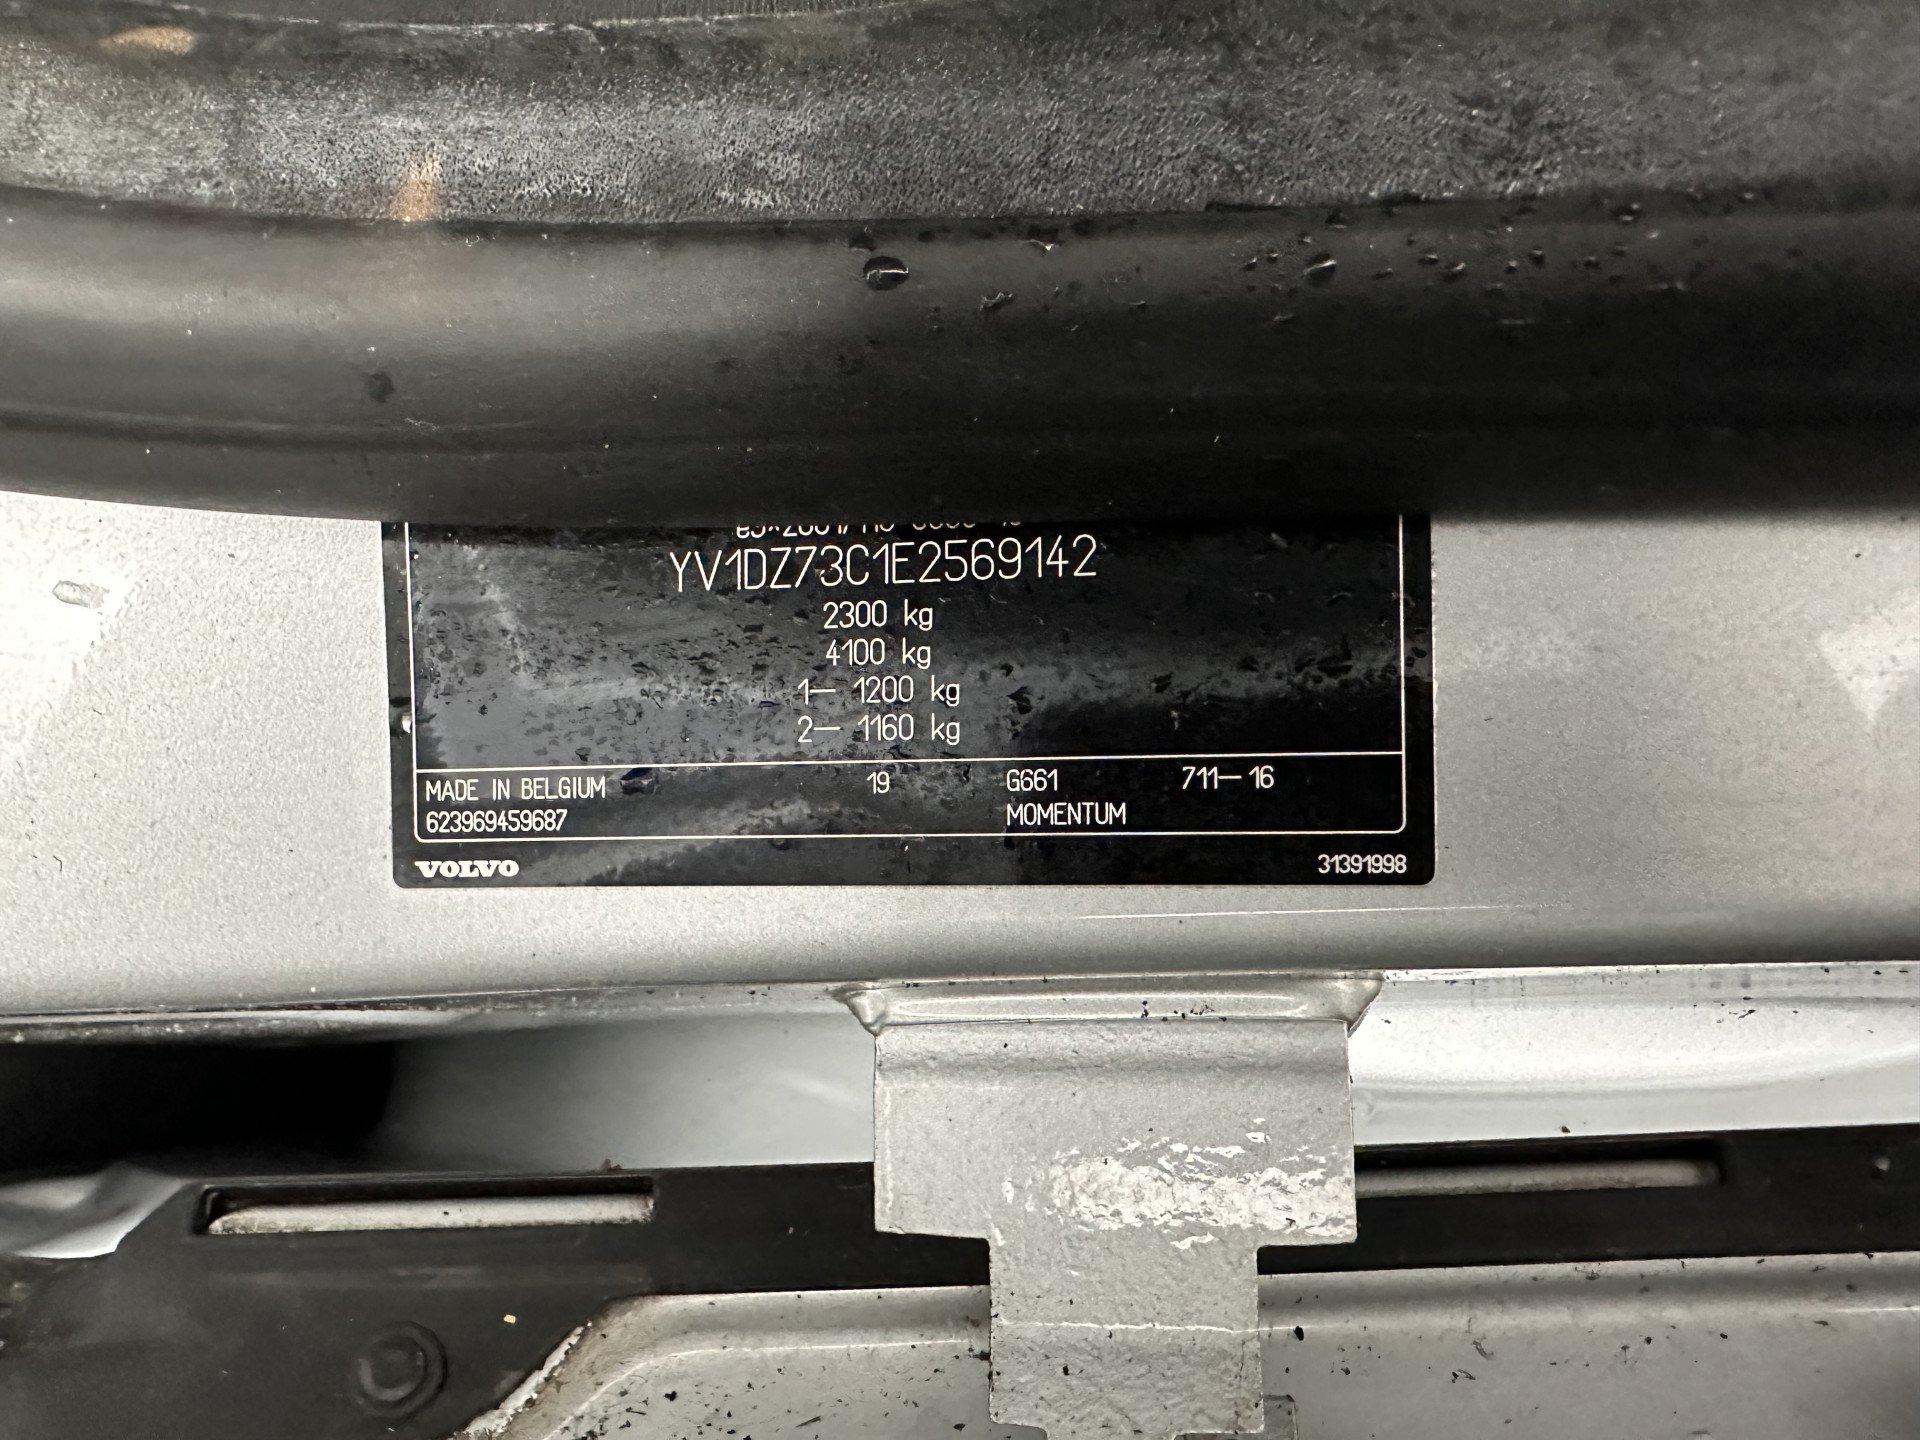 YV1DZ73C1E2569142
2300 kg
4100 kg
1— 1200 kg
2— 1160 kg
MADE IN BELGIUM 19 G661 711—16
623969459687 MOMENTUM
VOLVO 31391998